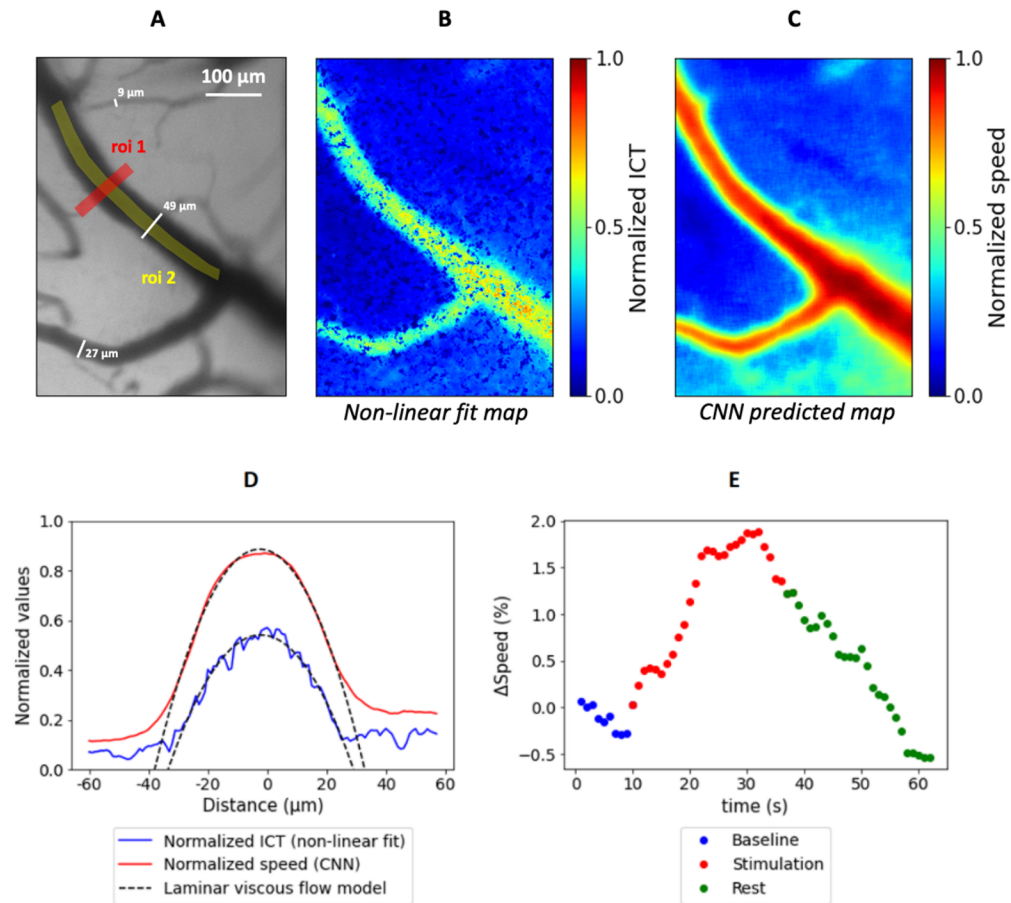 A
B
C
100 µm
9 µm
roi 1
49 µm
roi 2
27 µm
1.0
0.5
0.0
Normalized ICT
Non-linear fit map
1.0
0.5
0.0
Normalized speed
CNN predicted map
D
1.0
0.8
0.6
0.4
0.2
0.0
Normalized values
-60
-40
-20
0
20
40
60
Distance (µm)
Normalized ICT (non-linear fit)
Normalized speed (CNN)
Laminar viscous flow model
E
2.0
1.5
1.0
0.5
0.0
−0.5
ΔSpeed (%)
0
10
20
30
40
50
60
time (s)
Baseline
Stimulation
Rest